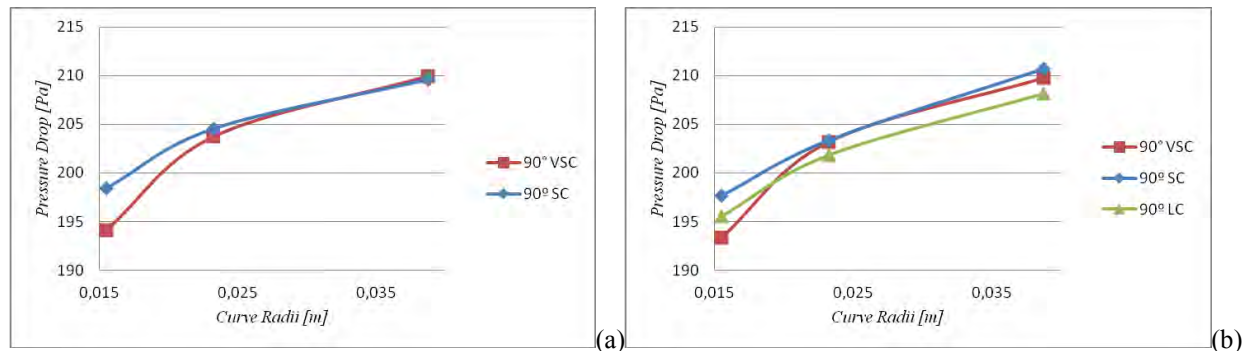 215
210
205
200
195
190
Pressure Drop [Pa]
0,015 0,025 0,035
Curve Radii [m]
90° VSC
90º SC
(a)
215
210
205
200
195
190
Pressure Drop [Pa]
0,015 0,025 0,035
Curve Radii [m]
90° VSC
90º SC
90º LC
(b)